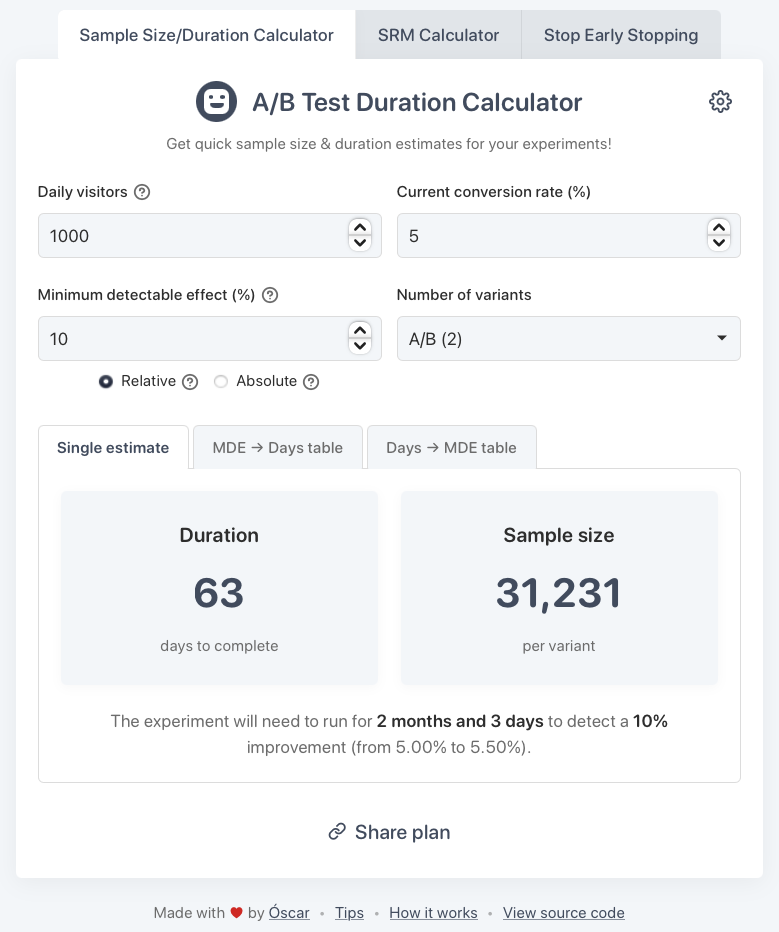 Sample Size/Duration Calculator
SRM Calculator
Stop Early Stopping
A/B Test Duration Calculator
Get quick sample size & duration estimates for your experiments!
Daily visitors ?
Current conversion rate (%)
1000
5
Minimum detectable effect (%) ?
Number of variants
10
A/B (2)
Relative ? Absolute ?
Single estimate
MDE → Days table
Days → MDE table
Duration
63
days to complete
Sample size
31,231
per variant
The experiment will need to run for 2 months and 3 days to detect a 10%
improvement (from 5.00% to 5.50%).
Share plan
Made with ❤ by Óscar • Tips • How it works • View source code